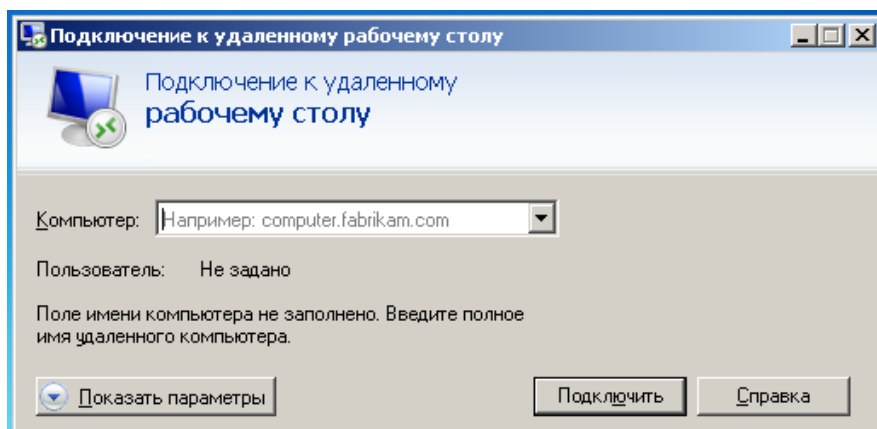 Подключение к удаленному рабочему столу
Подключение к удаленному
рабочему столу
Компьютер: Например: computer.fabrikam.com
Пользователь: Не задано
Поле имени компьютера не заполнено. Введите полное
имя удаленного компьютера.
Показать параметры Подключить Справка